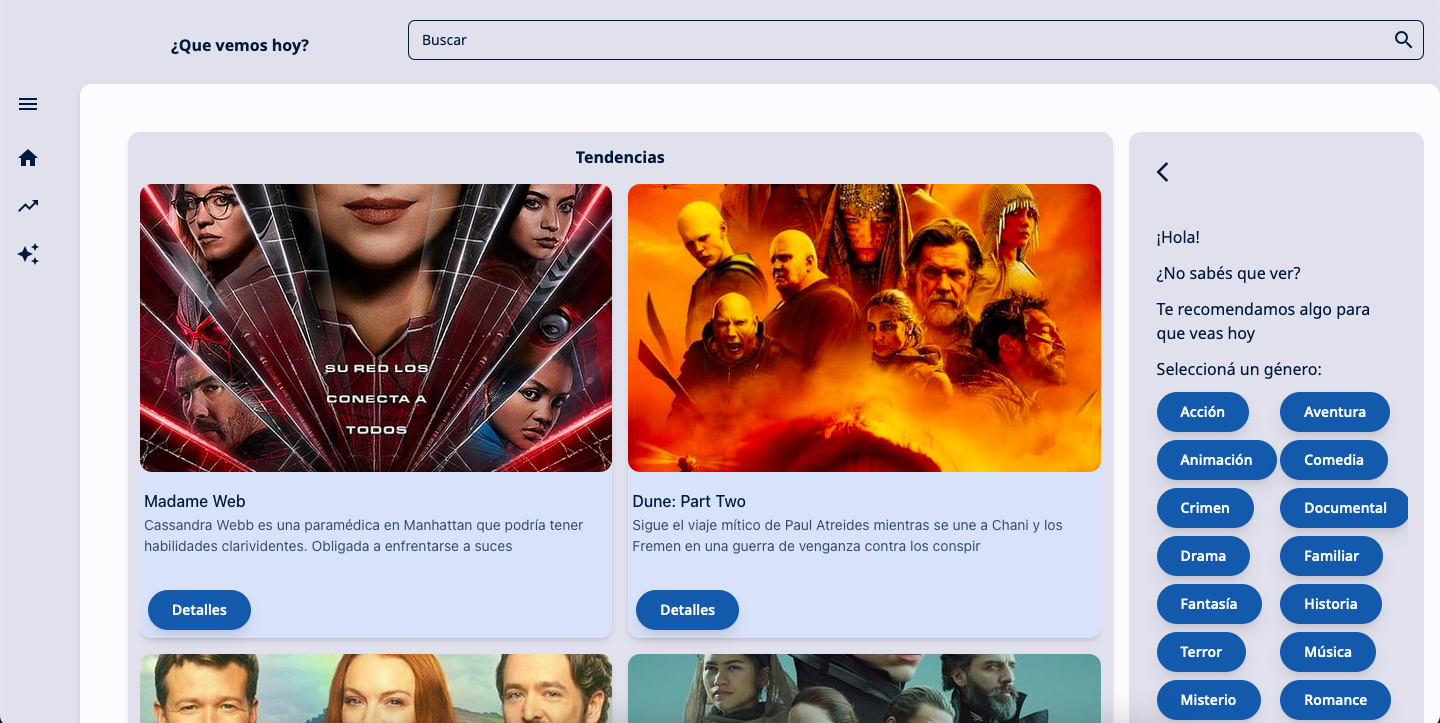 ¿Que vemos hoy?
Buscar
Tendencias
SU RED LOS
CONECTA A
TODOS
Madame Web
Cassandra Webb es una paramédica en Manhattan que podría tener
habilidades clarividentes. Obligada a enfrentarse a suces
Detalles
Dune: Part Two
Sigue el viaje mítico de Paul Atreides mientras se une a Chani y los
Fremen en una guerra de venganza contra los conspir
Detalles
¡Hola!
¿No sabés que ver?
Te recomendamos algo para
que veas hoy
Seleccioná un género:
Acción
Aventura
Animación
Comedia
Crimen
Documental
Drama
Familiar
Fantasía
Historia
Terror
Música
Misterio
Romance